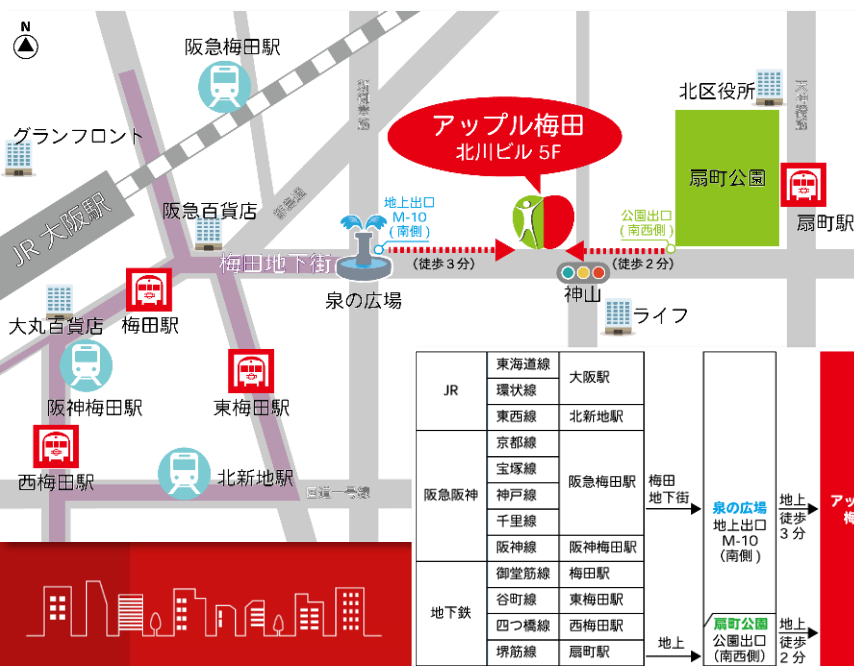 N
阪急梅田駅
グランフロント
JR 大阪駅
阪急百貨店
新御堂
アップル梅田
北川ビル 5F
北区役所
扇町公園
扇町駅
地上出口
M-10
(南側)
公園出口
(南西側)
(徒歩3分)
(徒歩2分)
梅田地下街
泉の広場
神山
ライフ
大丸百貨店
梅田駅
阪神梅田駅
東梅田駅
西梅田駅
北新地駅
国道一号線
JR
東海道線
環状線
大阪駅
東西線
北新地駅
阪急阪神
京都線
宝塚線
神戸線
千里線
阪急梅田駅
阪神線
阪神梅田駅
地下鉄
御堂筋線
梅田駅
谷町線
東梅田駅
四つ橋線
西梅田駅
堺筋線
扇町駅
梅田
地下街
地上
泉の広場
地上出口
M-10
(南側)
扇町公園
公園出口
(南西側)
地上
徒歩
3分
地上
徒歩
2分
アッ
梅